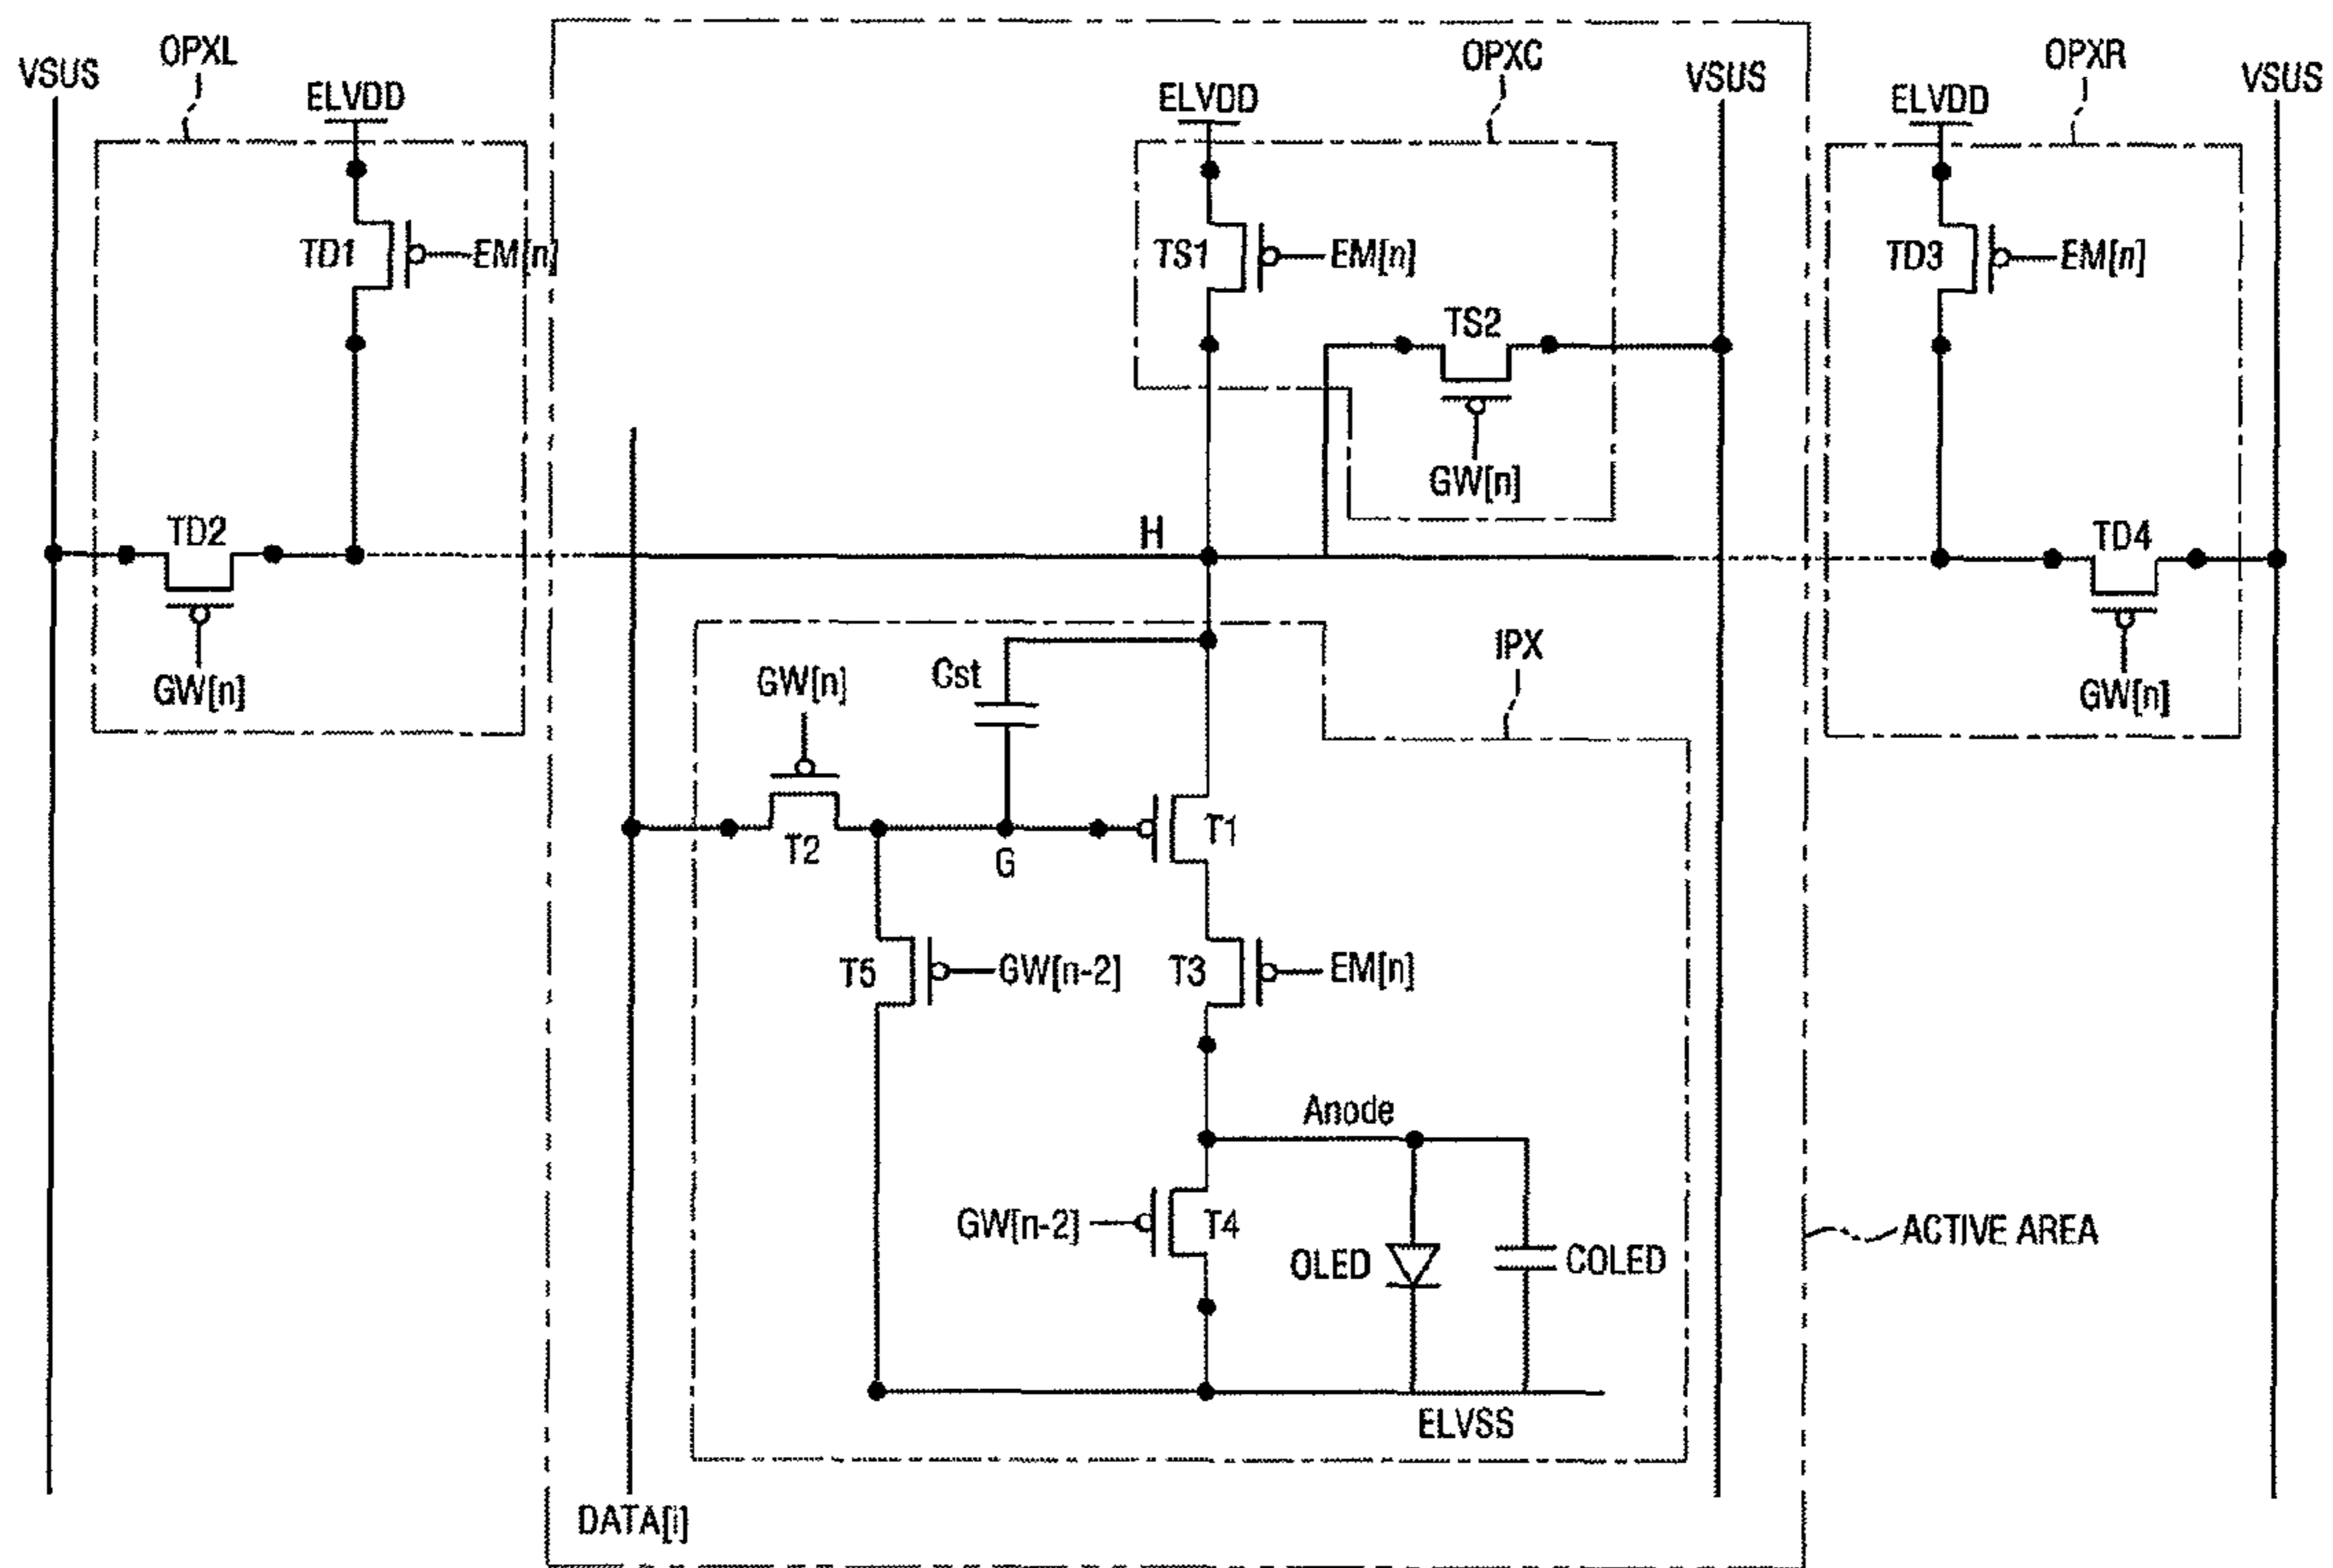 VSUS
OPXL
ELVDD
TD1
EM[n]
TD2
GW[n]
ELVDD
OPXC
VSUS
TS1
EM[n]
TS2
GW[n]
OPXR
ELVDD
VSUS
TD3
EM[n]
TD4
GW[n]
H
IPX
Cst
GW[n]
T2
G
T1
T5
GW[n-2]
T3
EM[n]
Anode
GW[n-2]
T4
OLED
COLED
ACTIVE AREA
ELVSS
DATA[i]